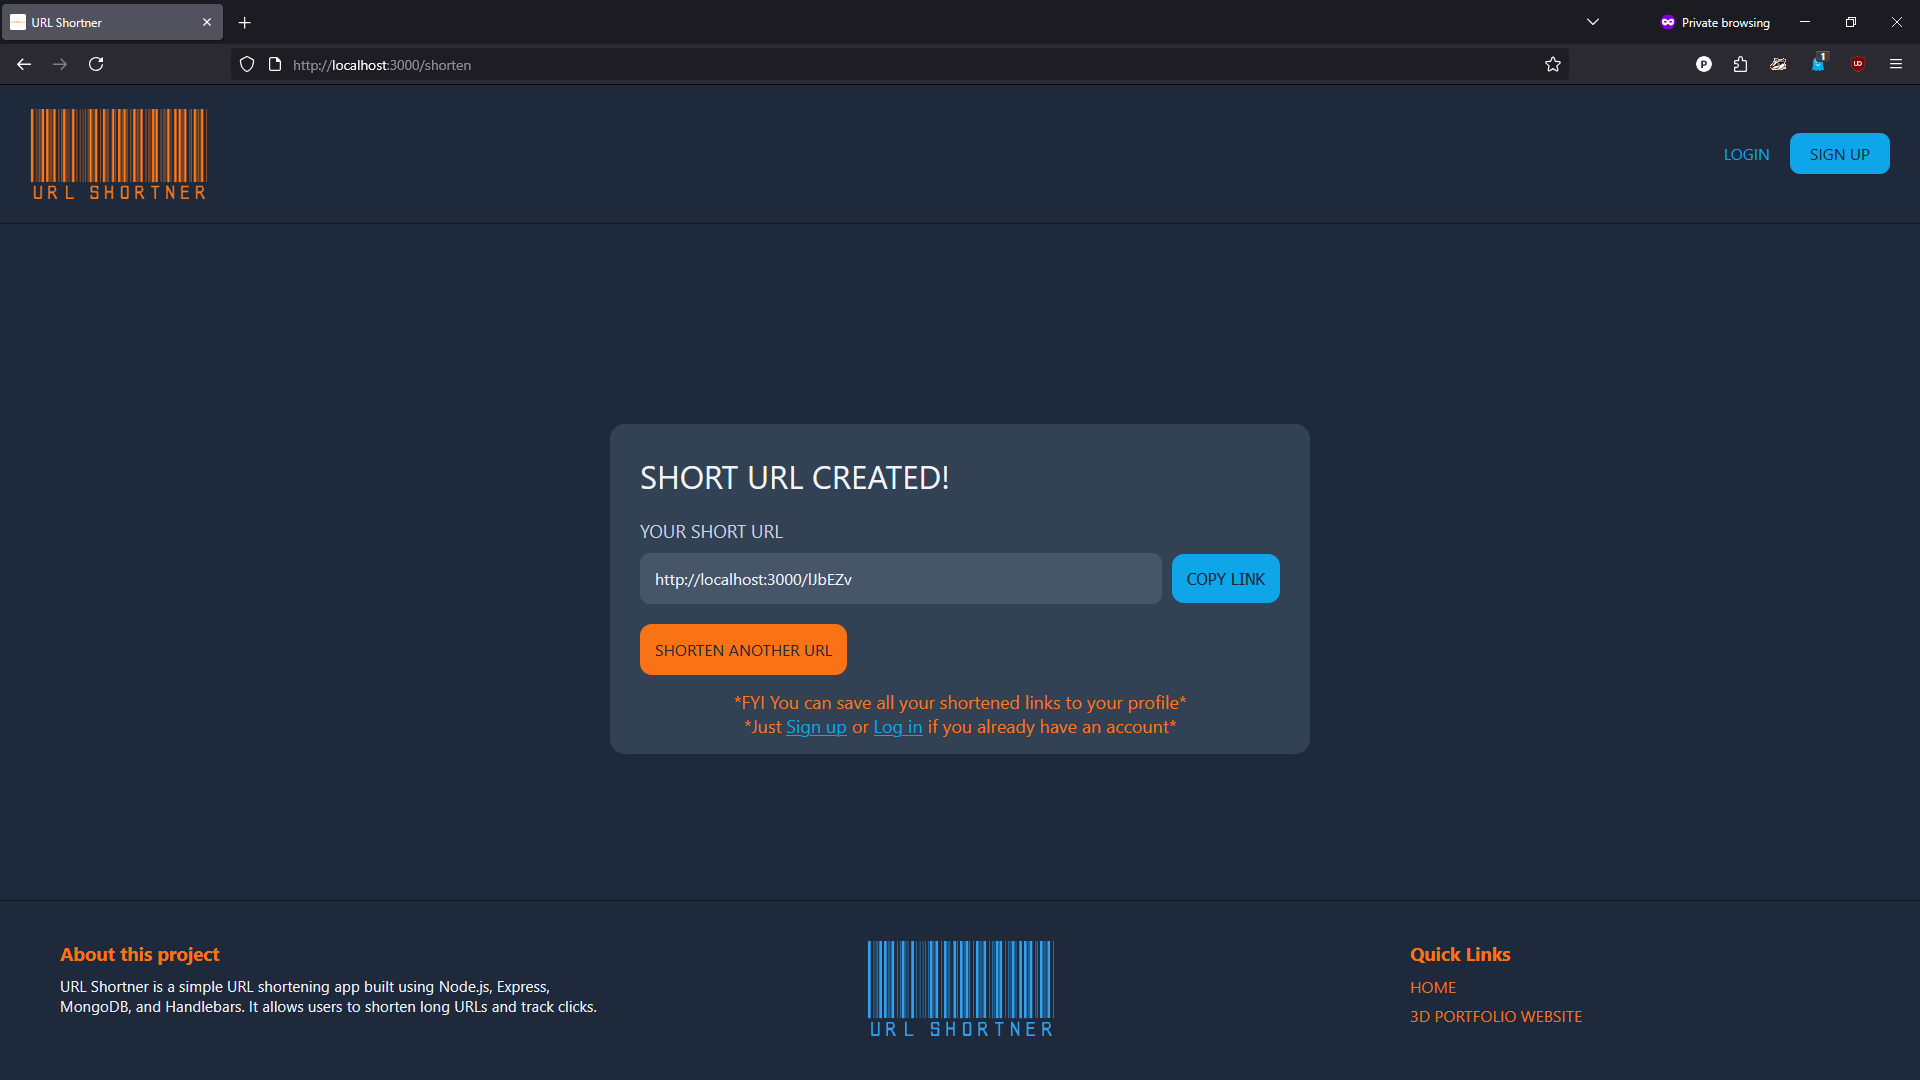 URL Shortner
Private browsing
http://localhost:3000/shorten
P
1
URL SHORTNER
LOGIN
SIGN UP
SHORT URL CREATED!
YOUR SHORT URL
http://localhost:3000/lJbEZv
COPY LINK
SHORTEN ANOTHER URL
*FYI You can save all your shortened links to your profile*
*Just Sign up or Log in if you already have an account*
About this project
URL Shortner is a simple URL shortening app built using Node.js, Express,
MongoDB, and Handlebars. It allows users to shorten long URLs and track clicks.
URL SHORTNER
Quick Links
HOME
3D PORTFOLIO WEBSITE